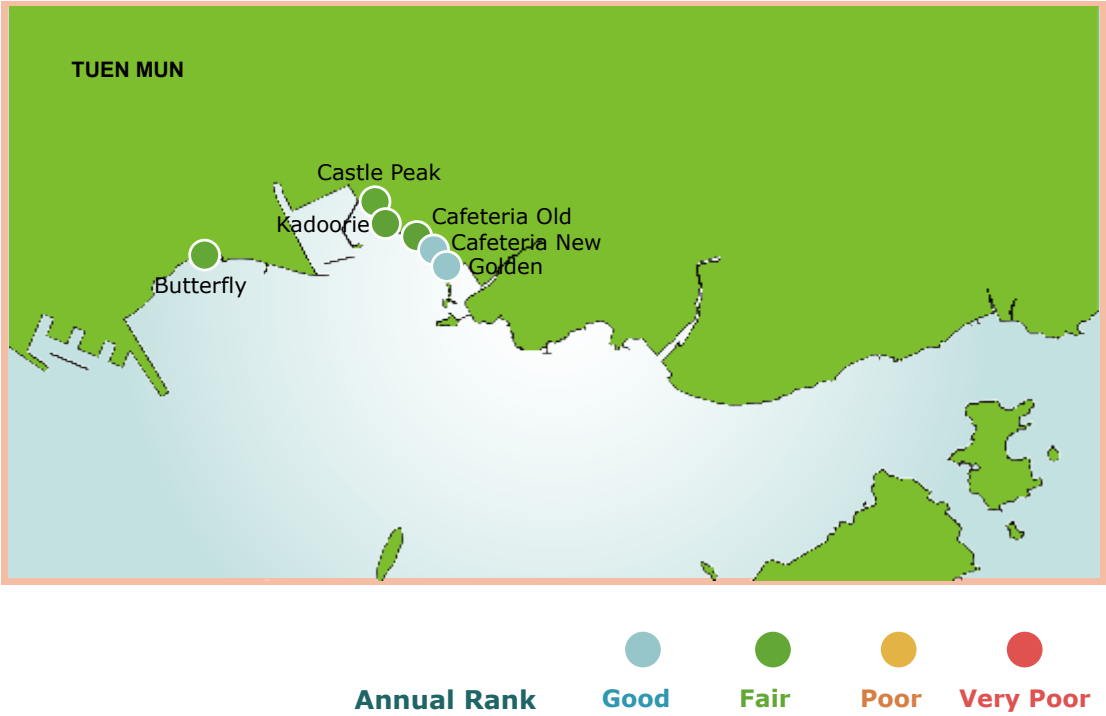 TUEN MUN
Castle Peak
Kadoorie
Cafeteria Old
Cafeteria New
Golden
Butterfly
Annual Rank
Good
Fair
Poor
Very Poor